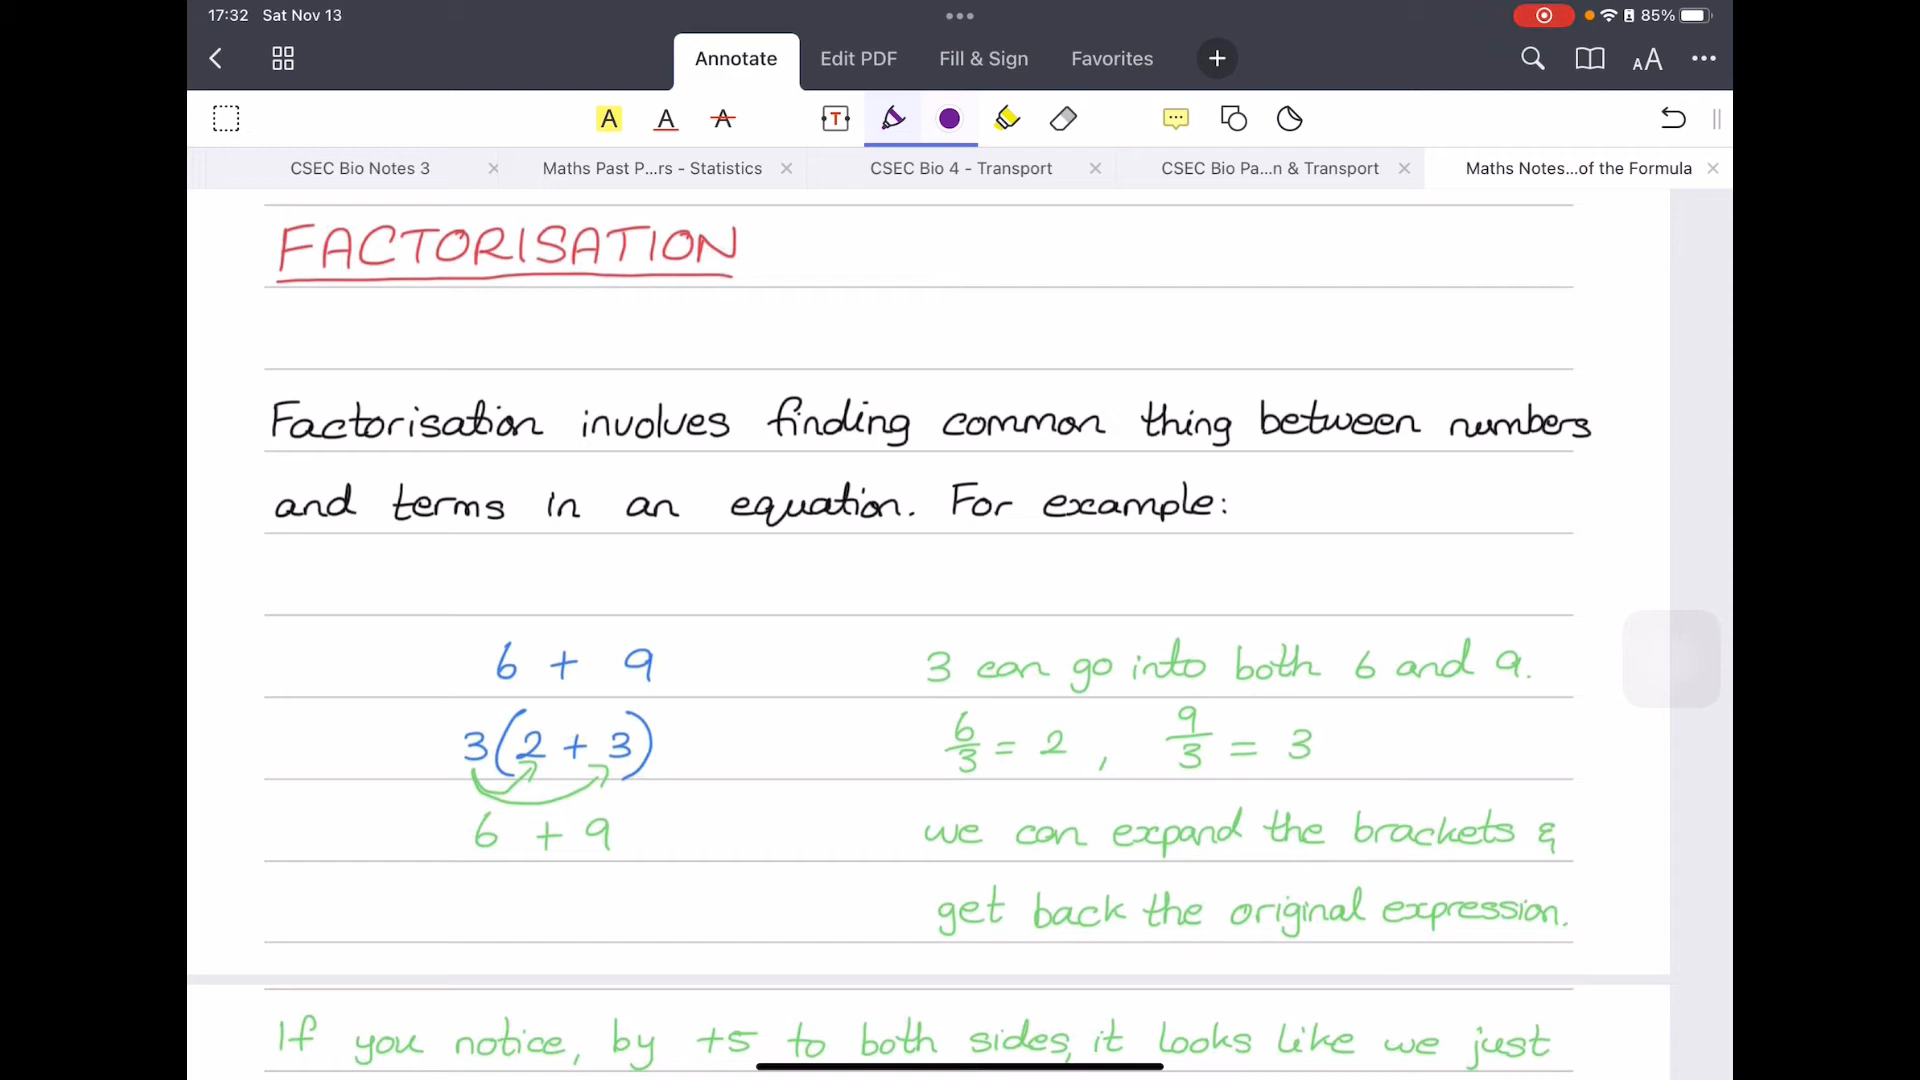 17:32 Sat Nov 13
85%
Annotate Edit PDF Fill & Sign Favorites
CSEC Bio Notes 3 Maths Past P...rs - Statistics CSEC Bio 4 - Transport CSEC Bio Pa...n & Transport Maths Notes...of the Formula
FACTORISATION
Factorisation involves finding common thing between numbers
and terms in an equation. For example:
6 + 9 3 can go into both 6 and 9.
3(2 + 3) 6/3 = 2 , 9/3 = 3
6 + 9 we can expand the brackets &
get back the original expression.
If you notice, by +5 to both sides, it looks like we just